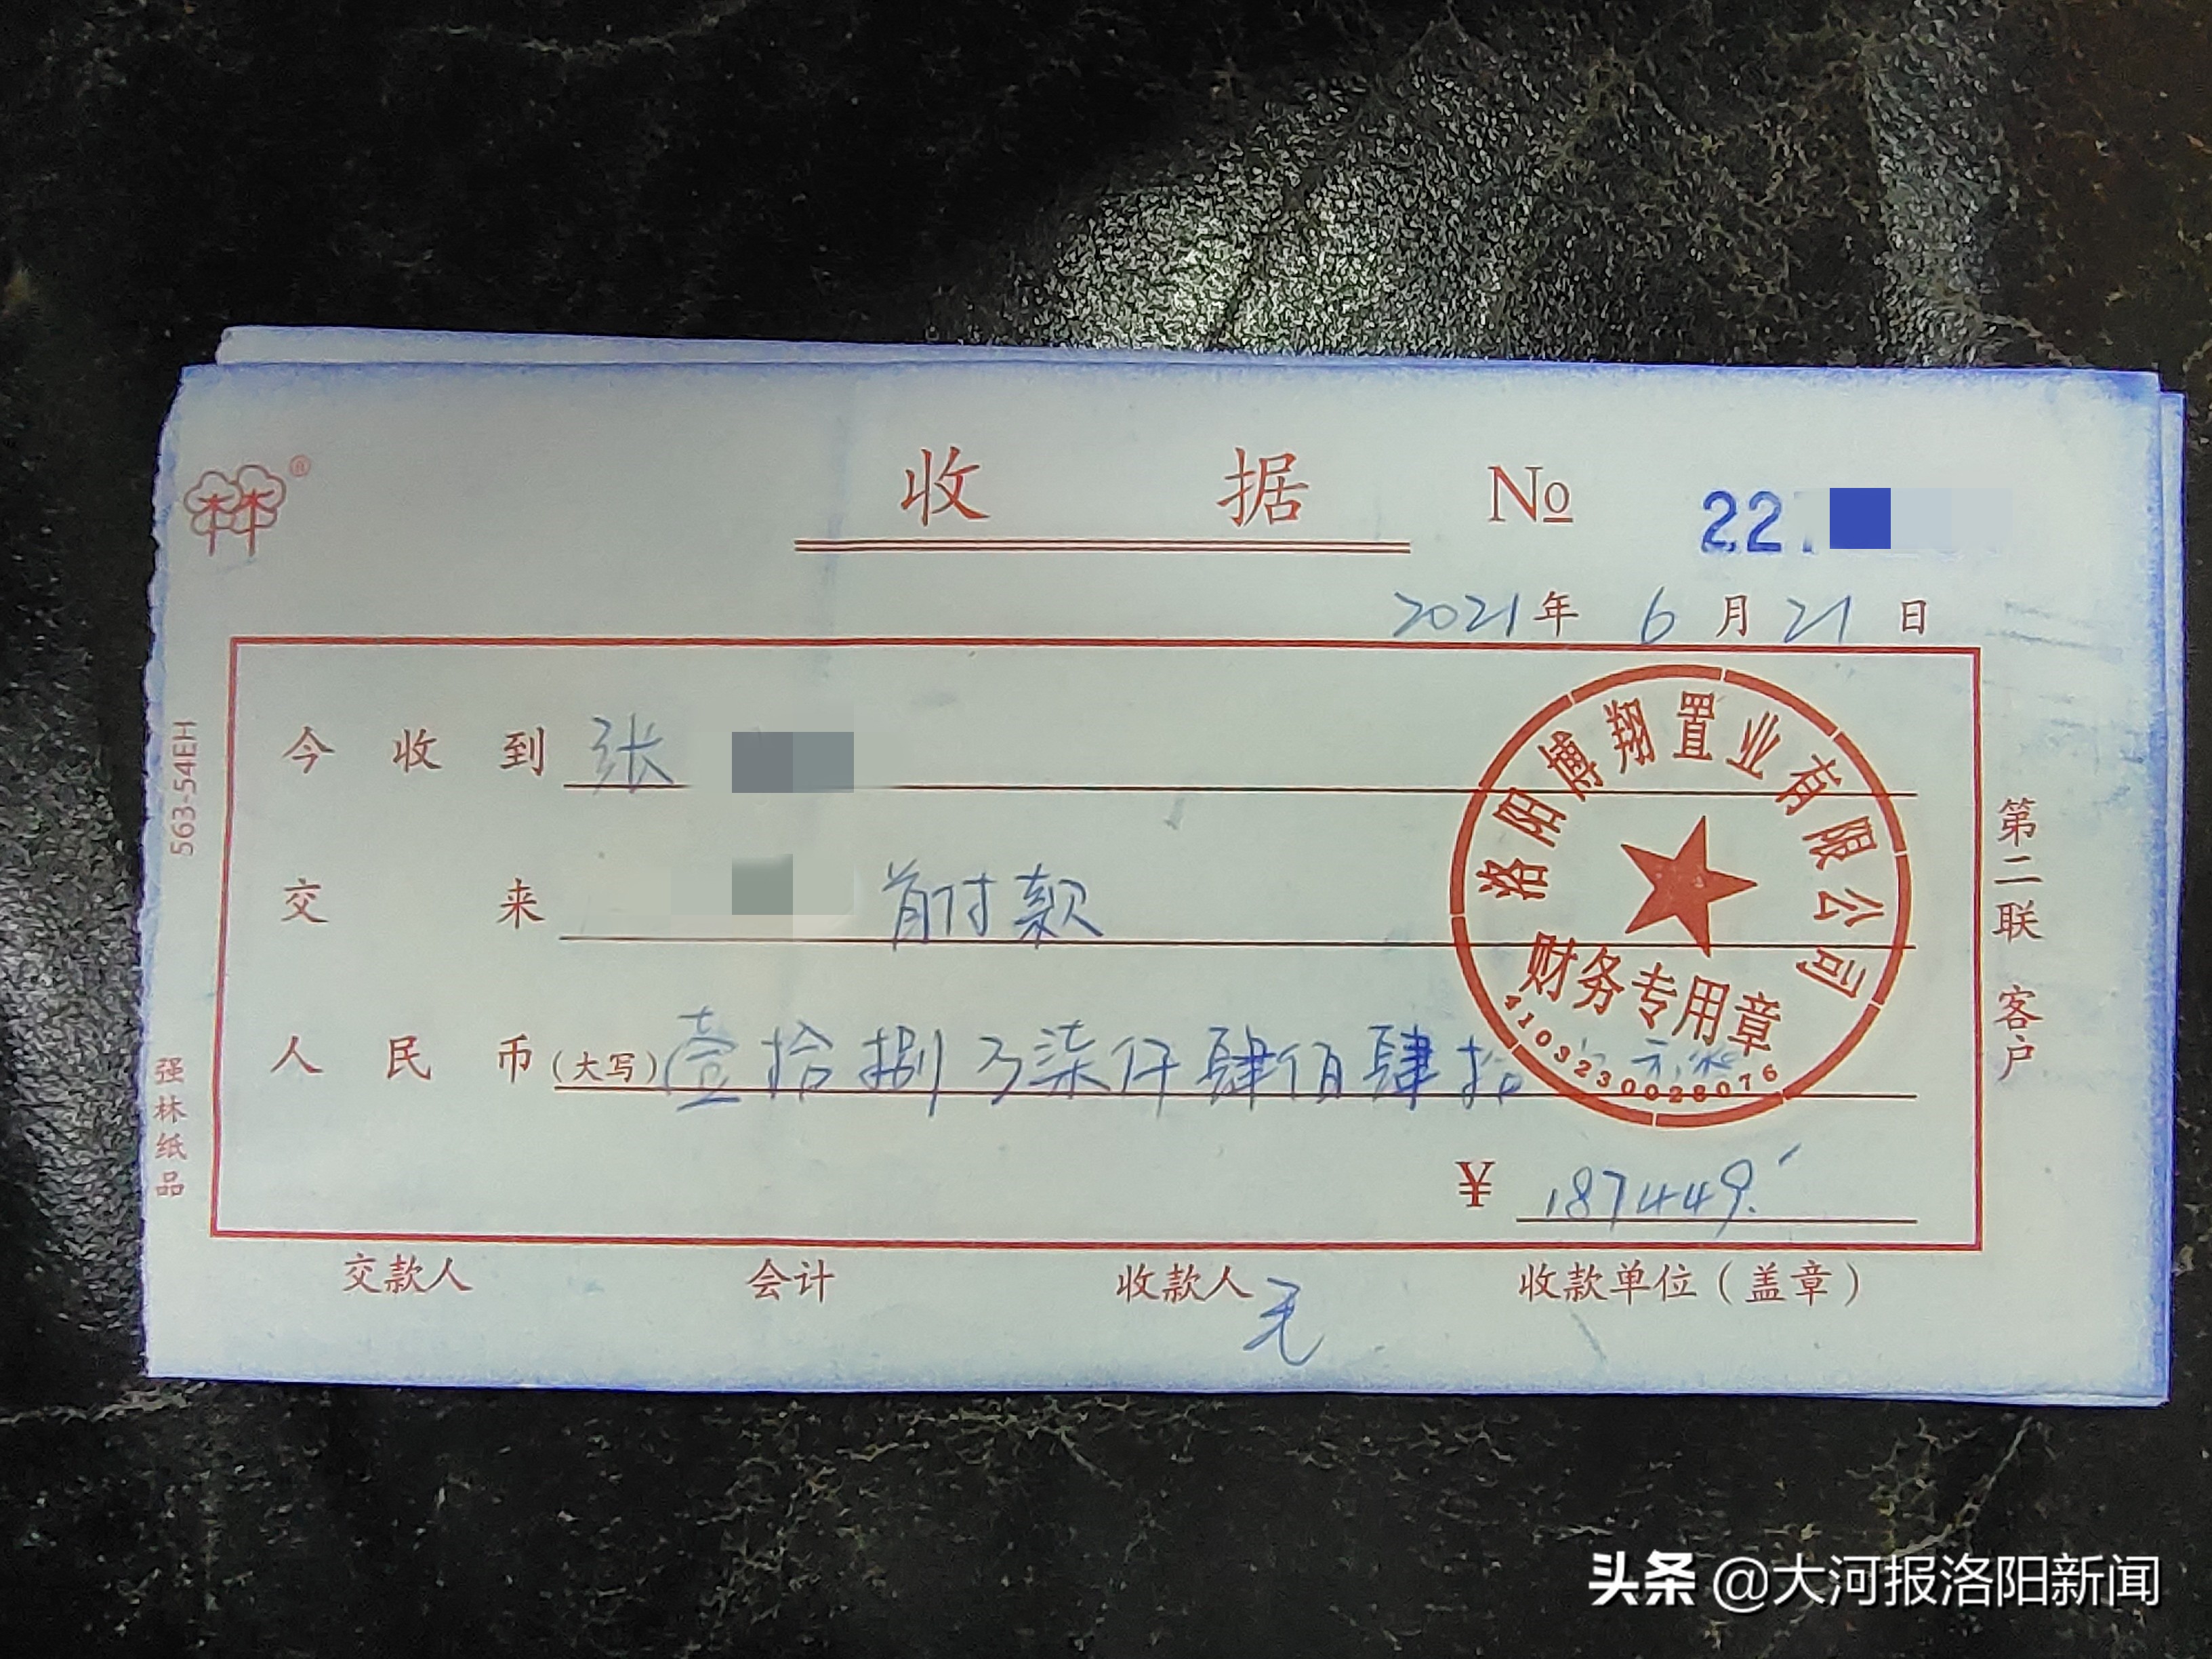 收 据 № 22
2021年 6月21日
今收到 张
交来 首付款
人民币(大写)壹拾捌万柒仟肆佰肆拾 元整
¥ 187449.
交款人 会计 收款人 收款单位(盖章)
洛阳博翔置业有限公司
财务专用章
4103230028076
第二联 客户
563-54EH
强林纸品
头条 @大河报洛阳新闻